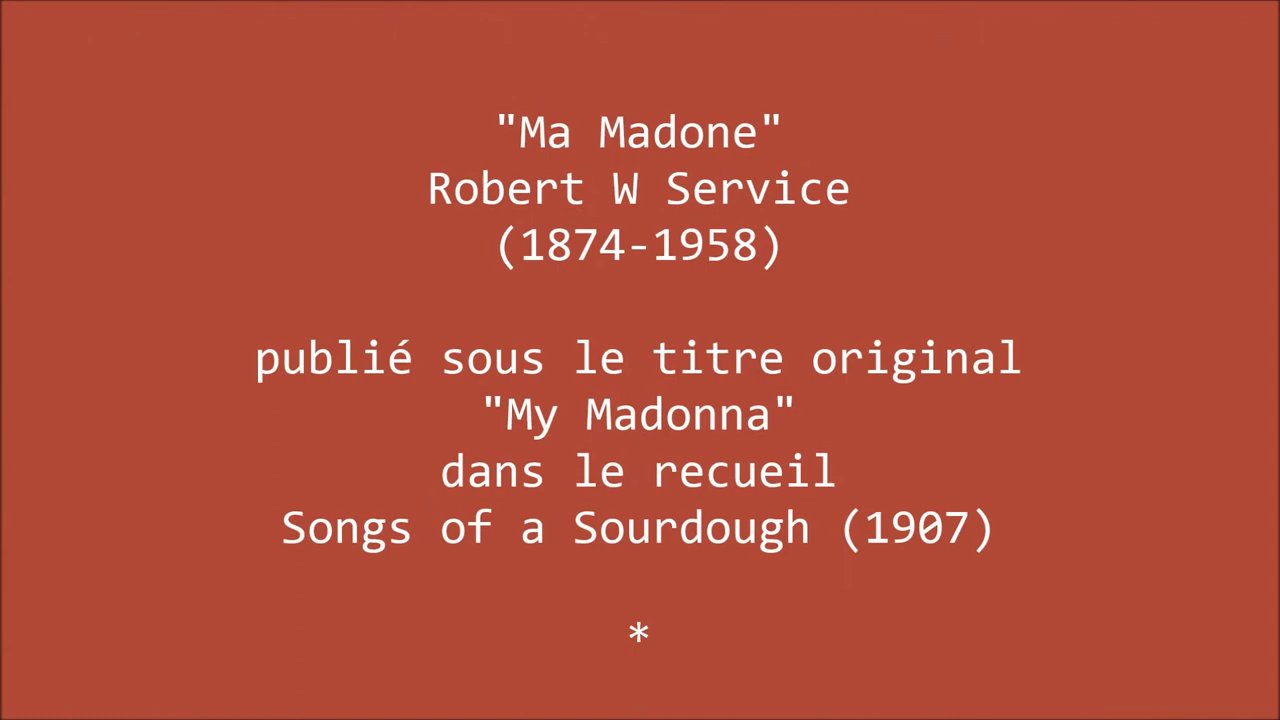 "Ma Madone"
Robert W Service
(1874-1958)
publié sous le titre original
"My Madonna"
dans le recueil
Songs of a Sourdough (1907)
*